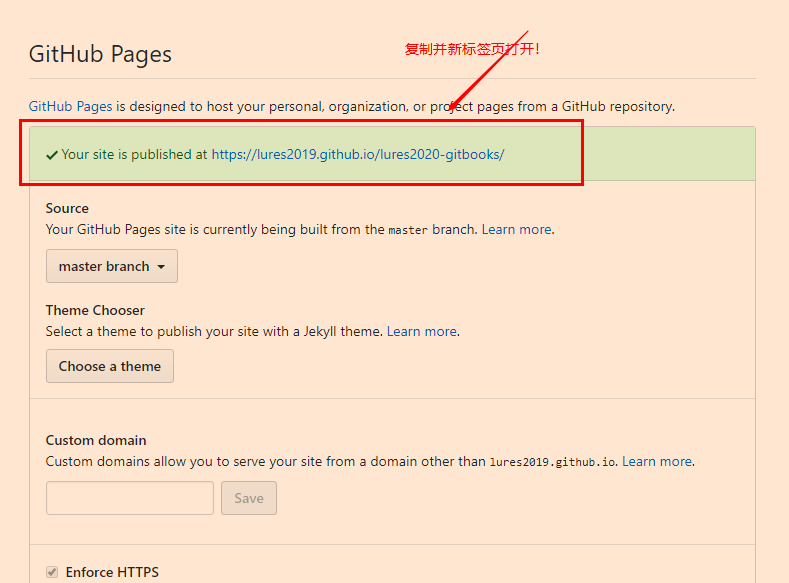 GitHub Pages
复制并新标签页打开!
GitHub Pages is designed to host your personal, organization, or project pages from a GitHub repository.
Your site is published at https://lures2019.github.io/lures2020-gitbooks/
Source
Your GitHub Pages site is currently being built from the master branch. Learn more.
master branch
Theme Chooser
Select a theme to publish your site with a Jekyll theme. Learn more.
Choose a theme
Custom domain
Custom domains allow you to serve your site from a domain other than lures2019.github.io. Learn more.
Save
Enforce HTTPS